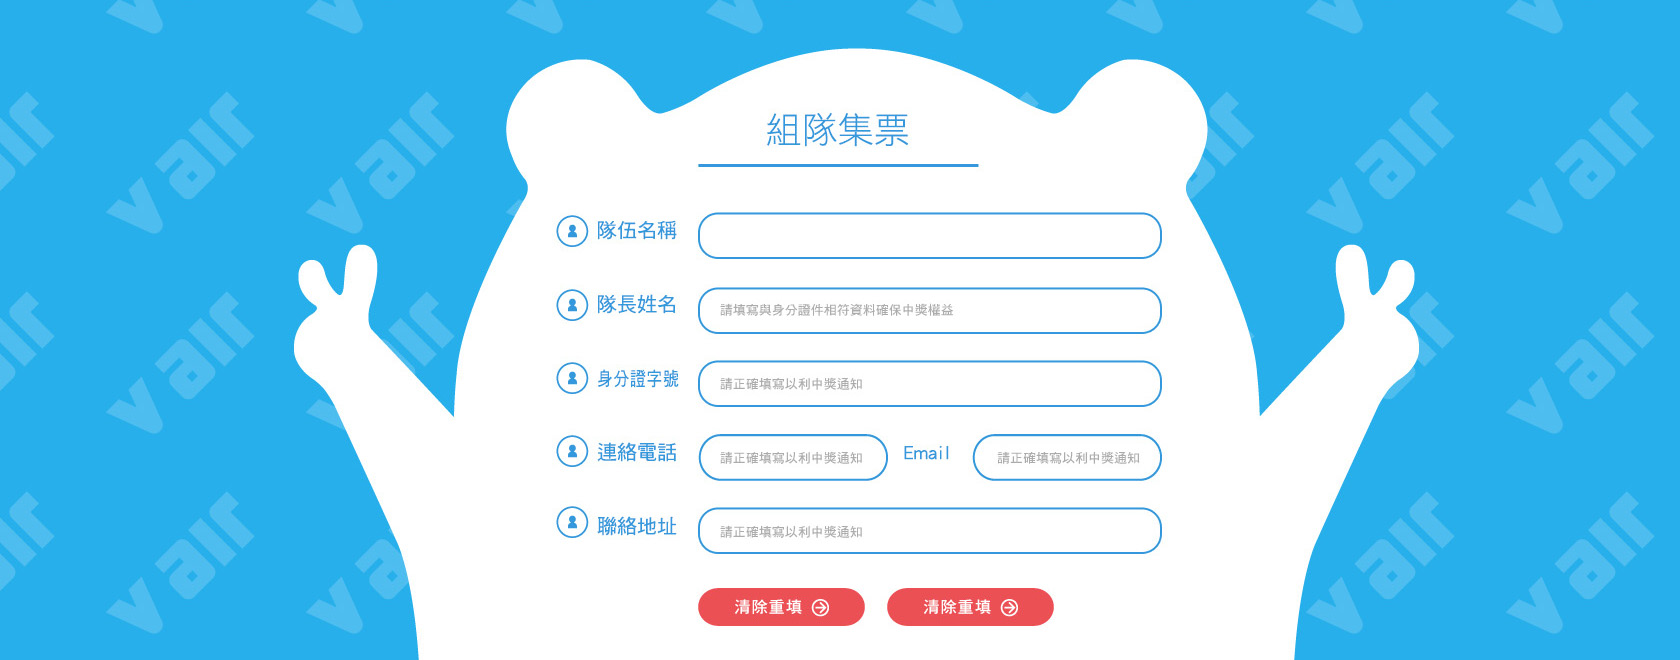 組隊集票
隊伍名稱
隊長姓名 請填寫與身分證件相符資料確保中獎權益
身分證字號 請正確填寫以利中獎通知
連絡電話 請正確填寫以利中獎通知 Email 請正確填寫以利中獎通知
聯絡地址 請正確填寫以利中獎通知
清除重填 清除重填
v air